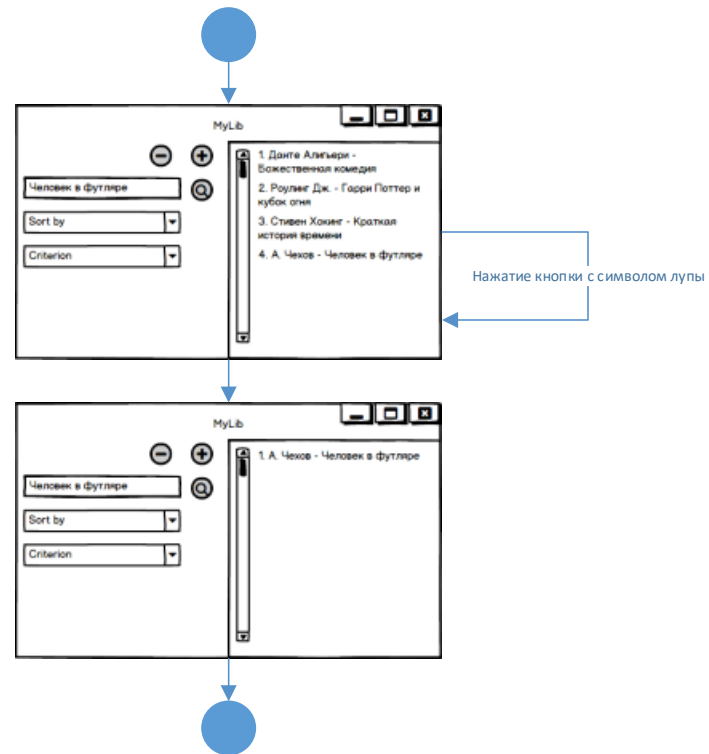 MyLib
Человек в футляре
Sort by
Criterion
1. Данте Алигьери -
Божественная комедия
2. Роулинг Дж. - Гарри Поттер и
кубок огня
3. Стивен Хокинг - Краткая
история времени
4. А. Чехов - Человек в футляре
Нажатие кнопки с символом лупы
MyLib
Человек в футляре
Sort by
Criterion
1. А. Чехов - Человек в футляре